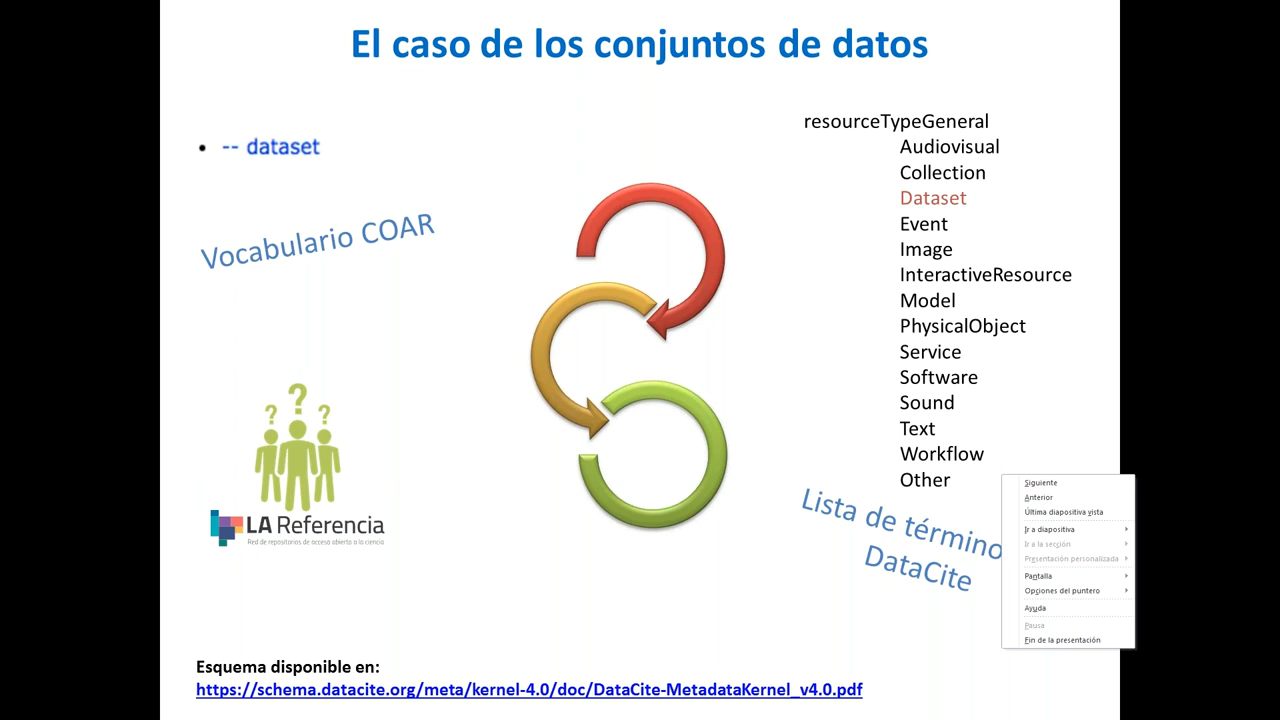 El caso de los conjuntos de datos
• -- dataset
Vocabulario COAR
? ? ?
LA Referencia
Red de repositorios de acceso abierto a la ciencia
resourceTypeGeneral
Audiovisual
Collection
Dataset
Event
Image
InteractiveResource
Model
PhysicalObject
Service
Software
Sound
Text
Workflow
Other
Lista de término
DataCite
Siguiente
Anterior
Última diapositiva vista
Ir a diapositiva
Ir a la sección
Presentación personalizada
Pantalla
Opciones del puntero
Ayuda
Pausa
Fin de la presentación
Esquema disponible en:
https://schema.datacite.org/meta/kernel-4.0/doc/DataCite-MetadataKernel_v4.0.pdf